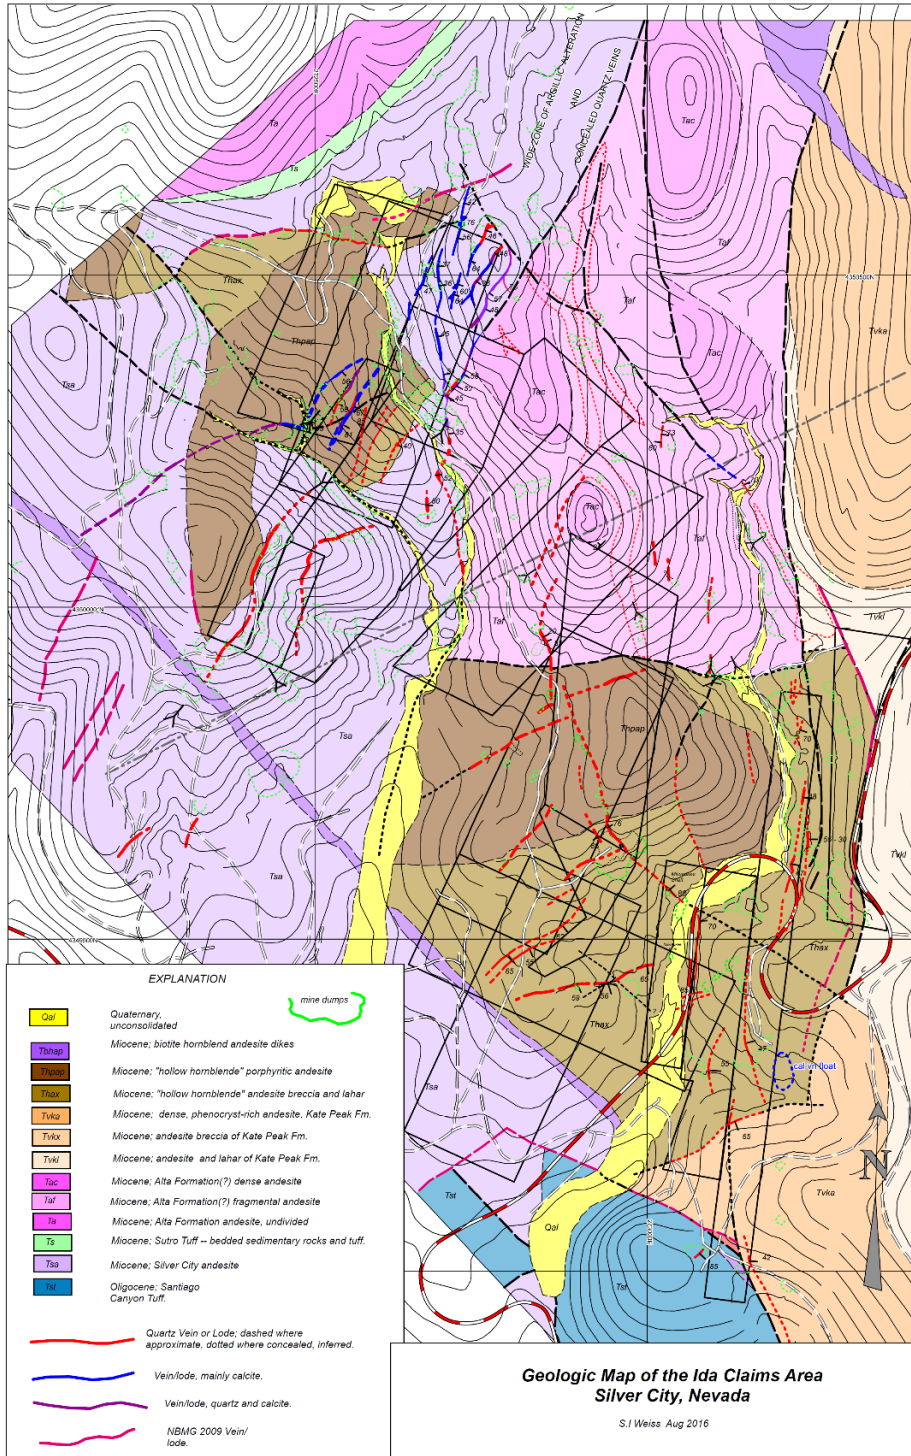 WIDE ZONE OF ARGILLIC ALTERATION
AND
CONCEALED QUARTZ VEINS
Ta
Ts
Tac
Taf
Thax
Taf
4350500N
Tvka
Thpap
Tac
Tsa
Tac
Tac
Taf
4350000N
Taf
Tvkl
Tsa
Thpap
Tvkl
Tsa
4349500N
Thax
Thax
cal vn float
Tsa
Tst
Tvka
Qal
Tst
N
EXPLANATION
mine dumps
Qal Quaternary,
unconsolidated
Tbhap Miocene; biotite hornblend andesite dikes
Thpap Miocene; "hollow hornblende" porphyritic andesite
Thax Miocene; "hollow hornblende" andesite breccia and lahar
Tvka Miocene; dense, phenocryst-rich andesite, Kate Peak Fm.
Tvkx Miocene; andesite breccia of Kate Peak Fm.
Tvkl Miocene; andesite and lahar of Kate Peak Fm.
Tac Miocene; Alta Formation(?) dense andesite
Taf Miocene; Alta Formation(?) fragmental andesite
Ta Miocene; Alta Formation andesite, undivided
Ts Miocene; Sutro Tuff -- bedded sedimentary rocks and tuff.
Tsa Miocene; Silver City andesite
Tst Oligocene; Santiago
Canyon Tuff.
Quartz Vein or Lode; dashed where
approximate, dotted where concealed, inferred.
Vein/lode, mainly calcite.
Vein/lode, quartz and calcite.
NBMG 2009 Vein/
lode.
Geologic Map of the Ida Claims Area
Silver City, Nevada
S.I Weiss Aug 2016